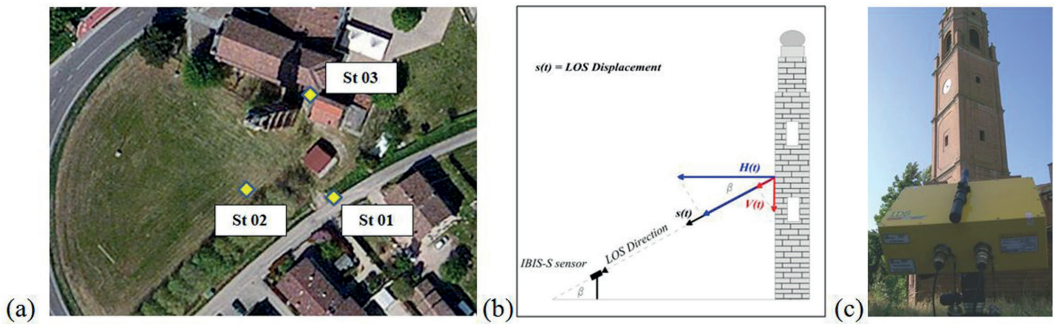 St 03
St 02
St 01
(a)
s(t) = LOS Displacement
H(t)
β
V(t)
s(t)
LOS Direction
IBIS-S sensor
β
(b)
(c)